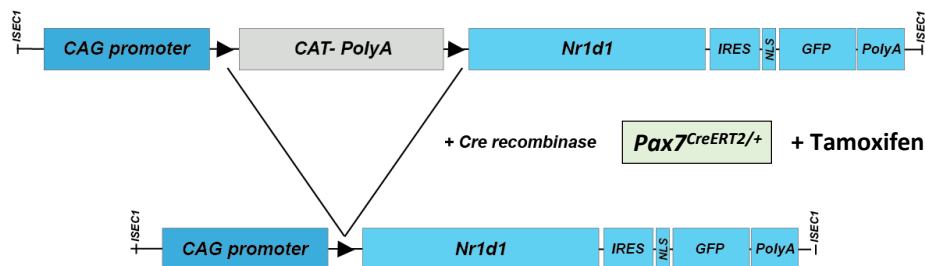 ISEC1 CAG promoter CAT- PolyA Nr1d1 IRES NLS GFP PolyA ISEC1
+ Cre recombinase Pax7CreERT2/+ + Tamoxifen
ISEC1 CAG promoter Nr1d1 IRES NLS GFP PolyA ISEC1